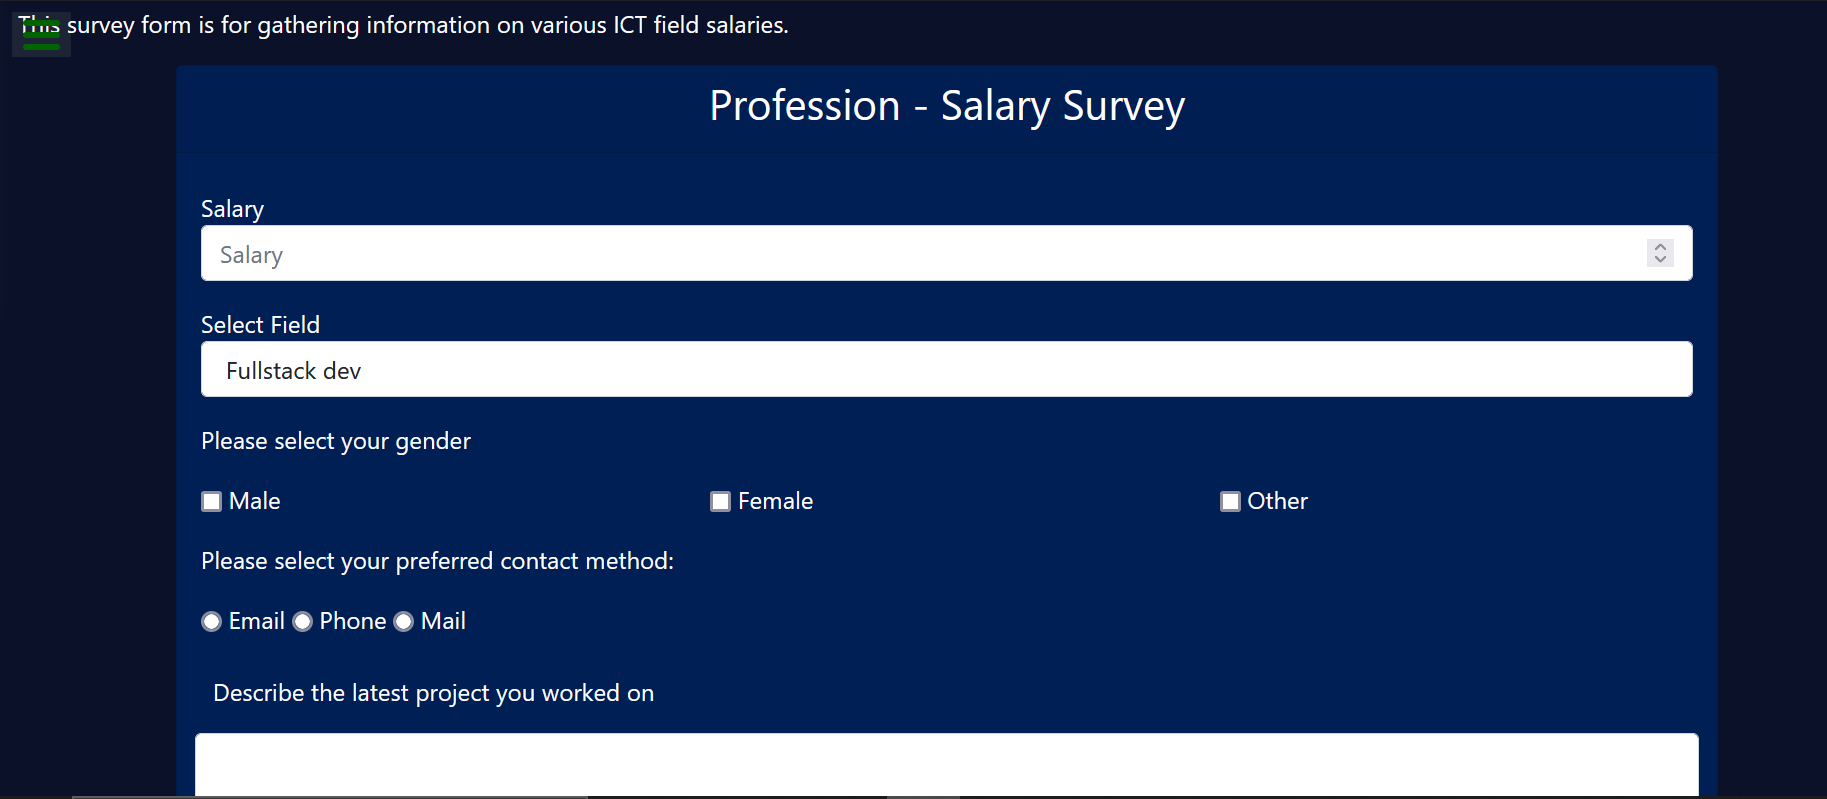 This survey form is for gathering information on various ICT field salaries.
Profession - Salary Survey
Salary
Salary
Select Field
Fullstack dev
Please select your gender
Male Female Other
Please select your preferred contact method:
Email Phone Mail
Describe the latest project you worked on